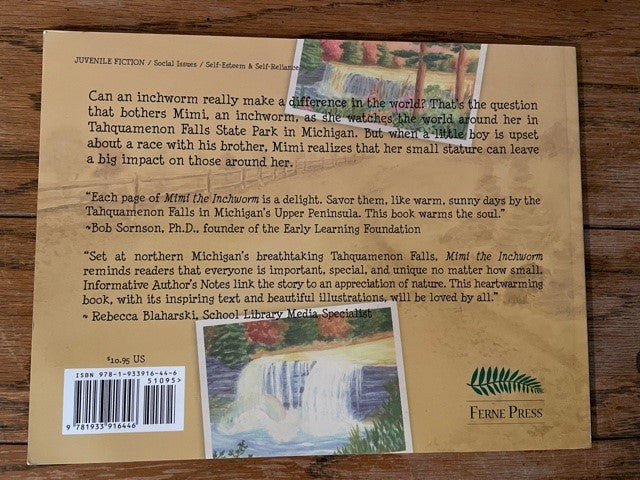 JUVENILE FICTION / Social Issues / Self-Esteem & Self-Reliance
Can an inchworm really make a difference in the world? That's the question
that bothers Mimi, an inchworm, as she watches the world around her in
Tahquamenon Falls State Park in Michigan. But when a little boy is upset
about a race with his brother, Mimi realizes that her small stature can leave
a big impact on those around her.
“Each page of Mimi the Inchworm is a delight. Savor them, like warm, sunny days by the
Tahquamenon Falls in Michigan's Upper Peninsula. This book warms the soul.”
~Bob Sornson, Ph.D., founder of the Early Learning Foundation
“Set at northern Michigan's breathtaking Tahquamenon Falls, Mimi the Inchworm
reminds readers that everyone is important, special, and unique no matter how small.
Informative Author's Notes link the story to an appreciation of nature. This heartwarming
book, with its inspiring text and beautiful illustrations, will be loved by all.”
~ Rebecca Blaharski, School Library Media Specialist
$10.95 US
ISBN 978-1-933916-44-6
51095>
9 781933 916446
FERNE PRESS